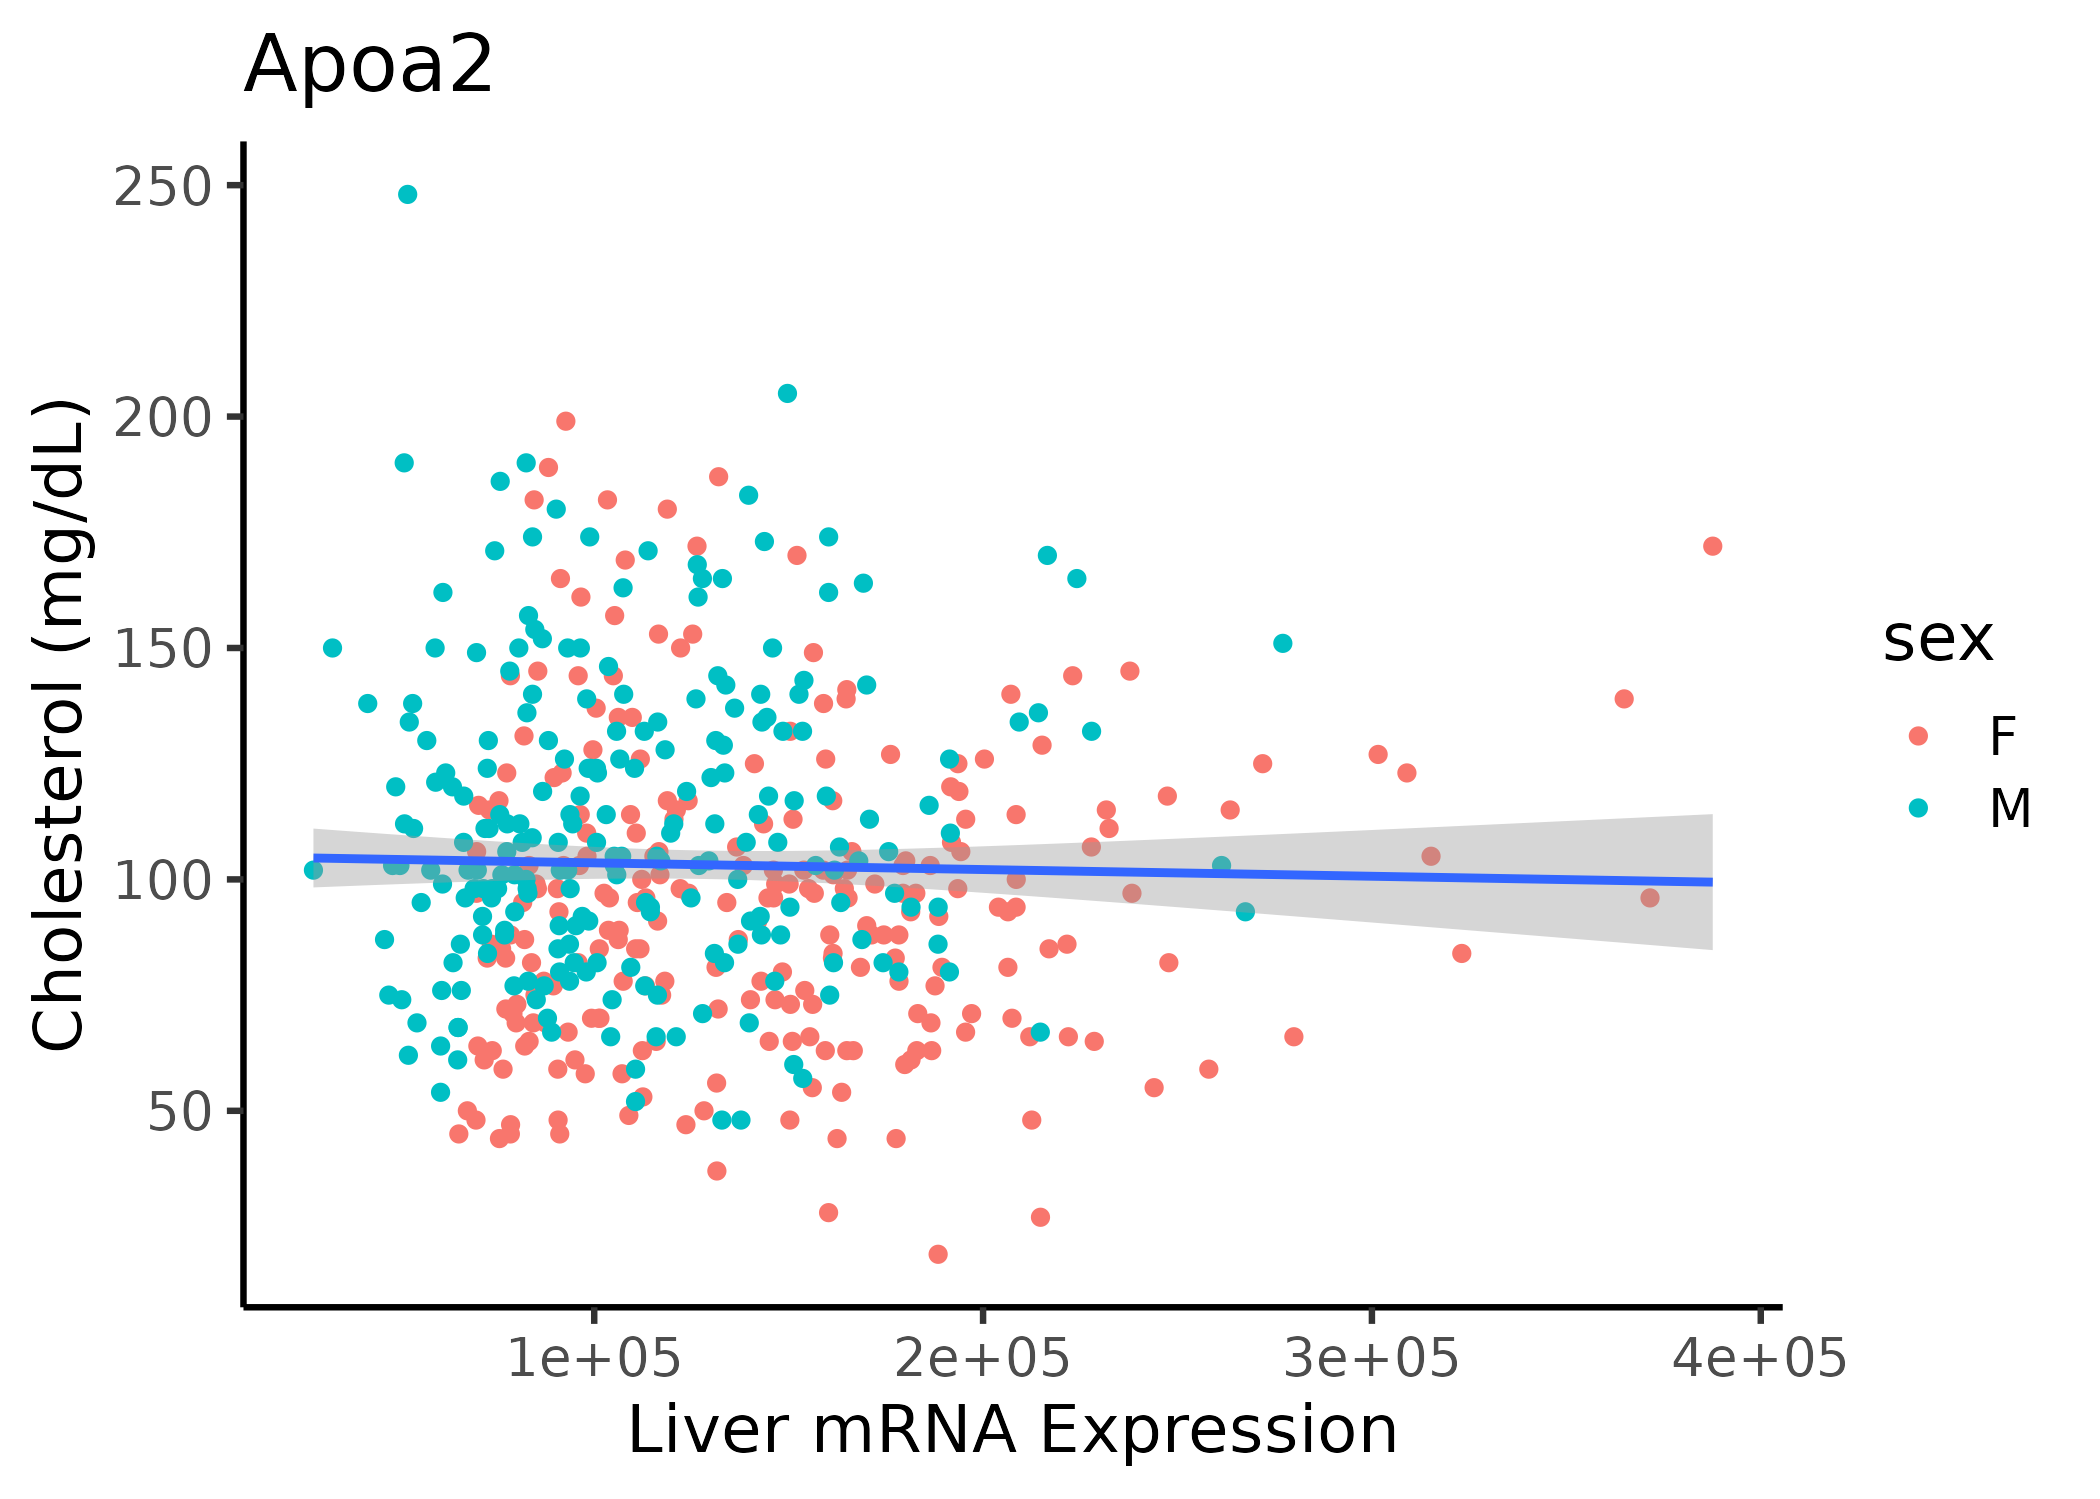 Apoa2
250
200
150
100
50
Cholesterol (mg/dL)
1e+05 2e+05 3e+05 4e+05
Liver mRNA Expression
sex
F
M